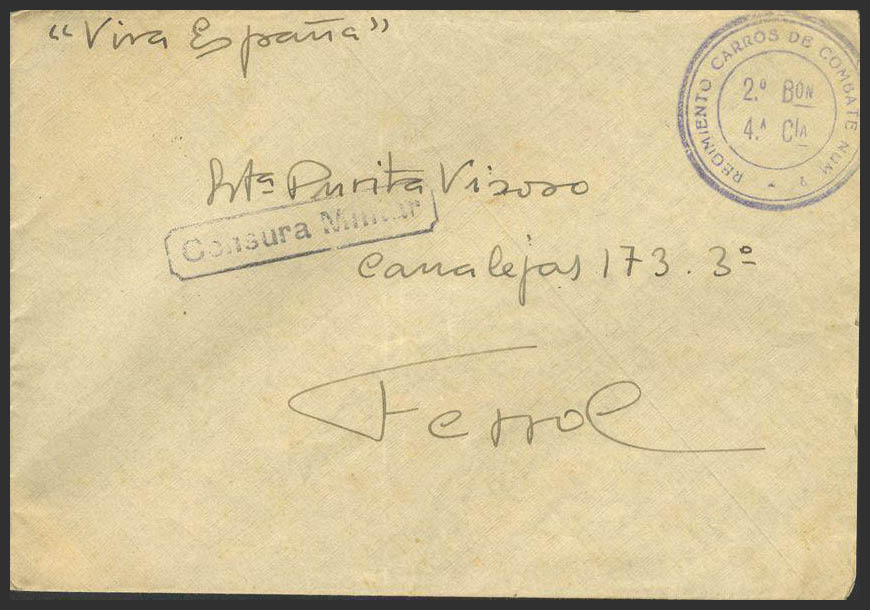 "Viva España"
REGIMIENTO CARROS DE COMBATE NUM 2
2.º BON
4.ª CIA
Srta Purita Vizoso
Censura Militar
Canalejas 173. 3º
Ferrol